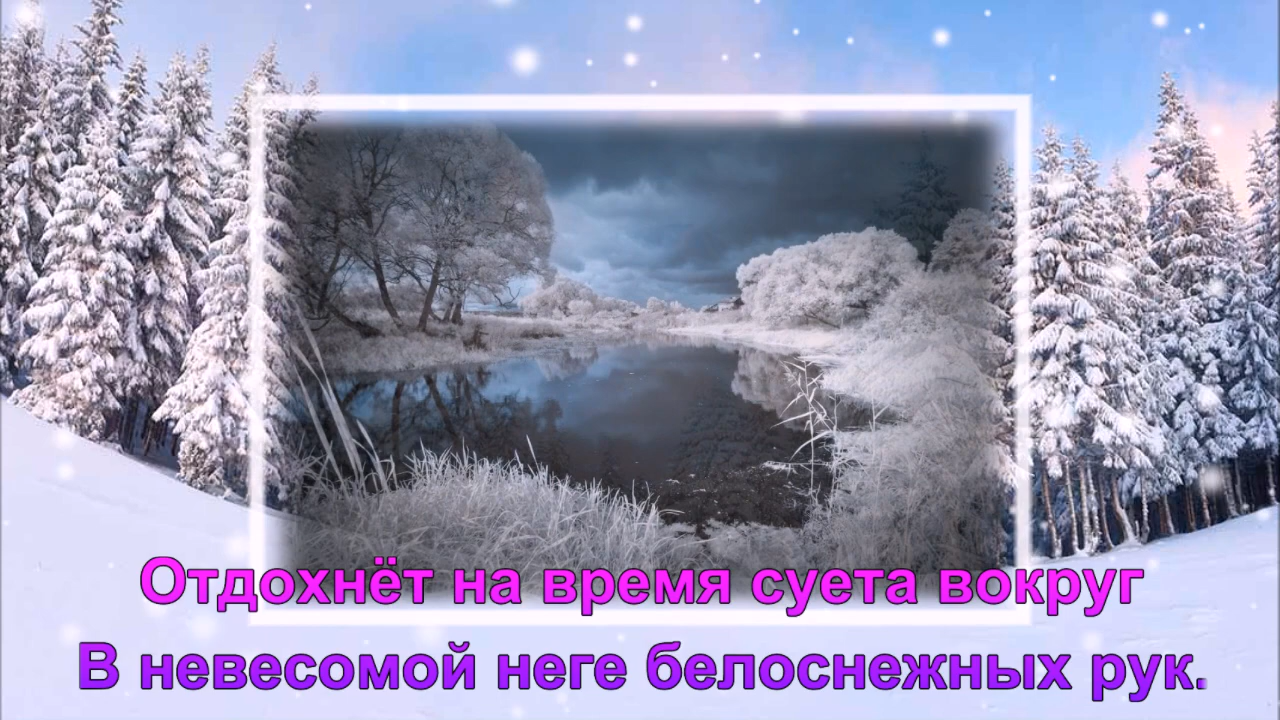 Отдохнёт на время суета вокруг
В невесомой неге белоснежных рук.